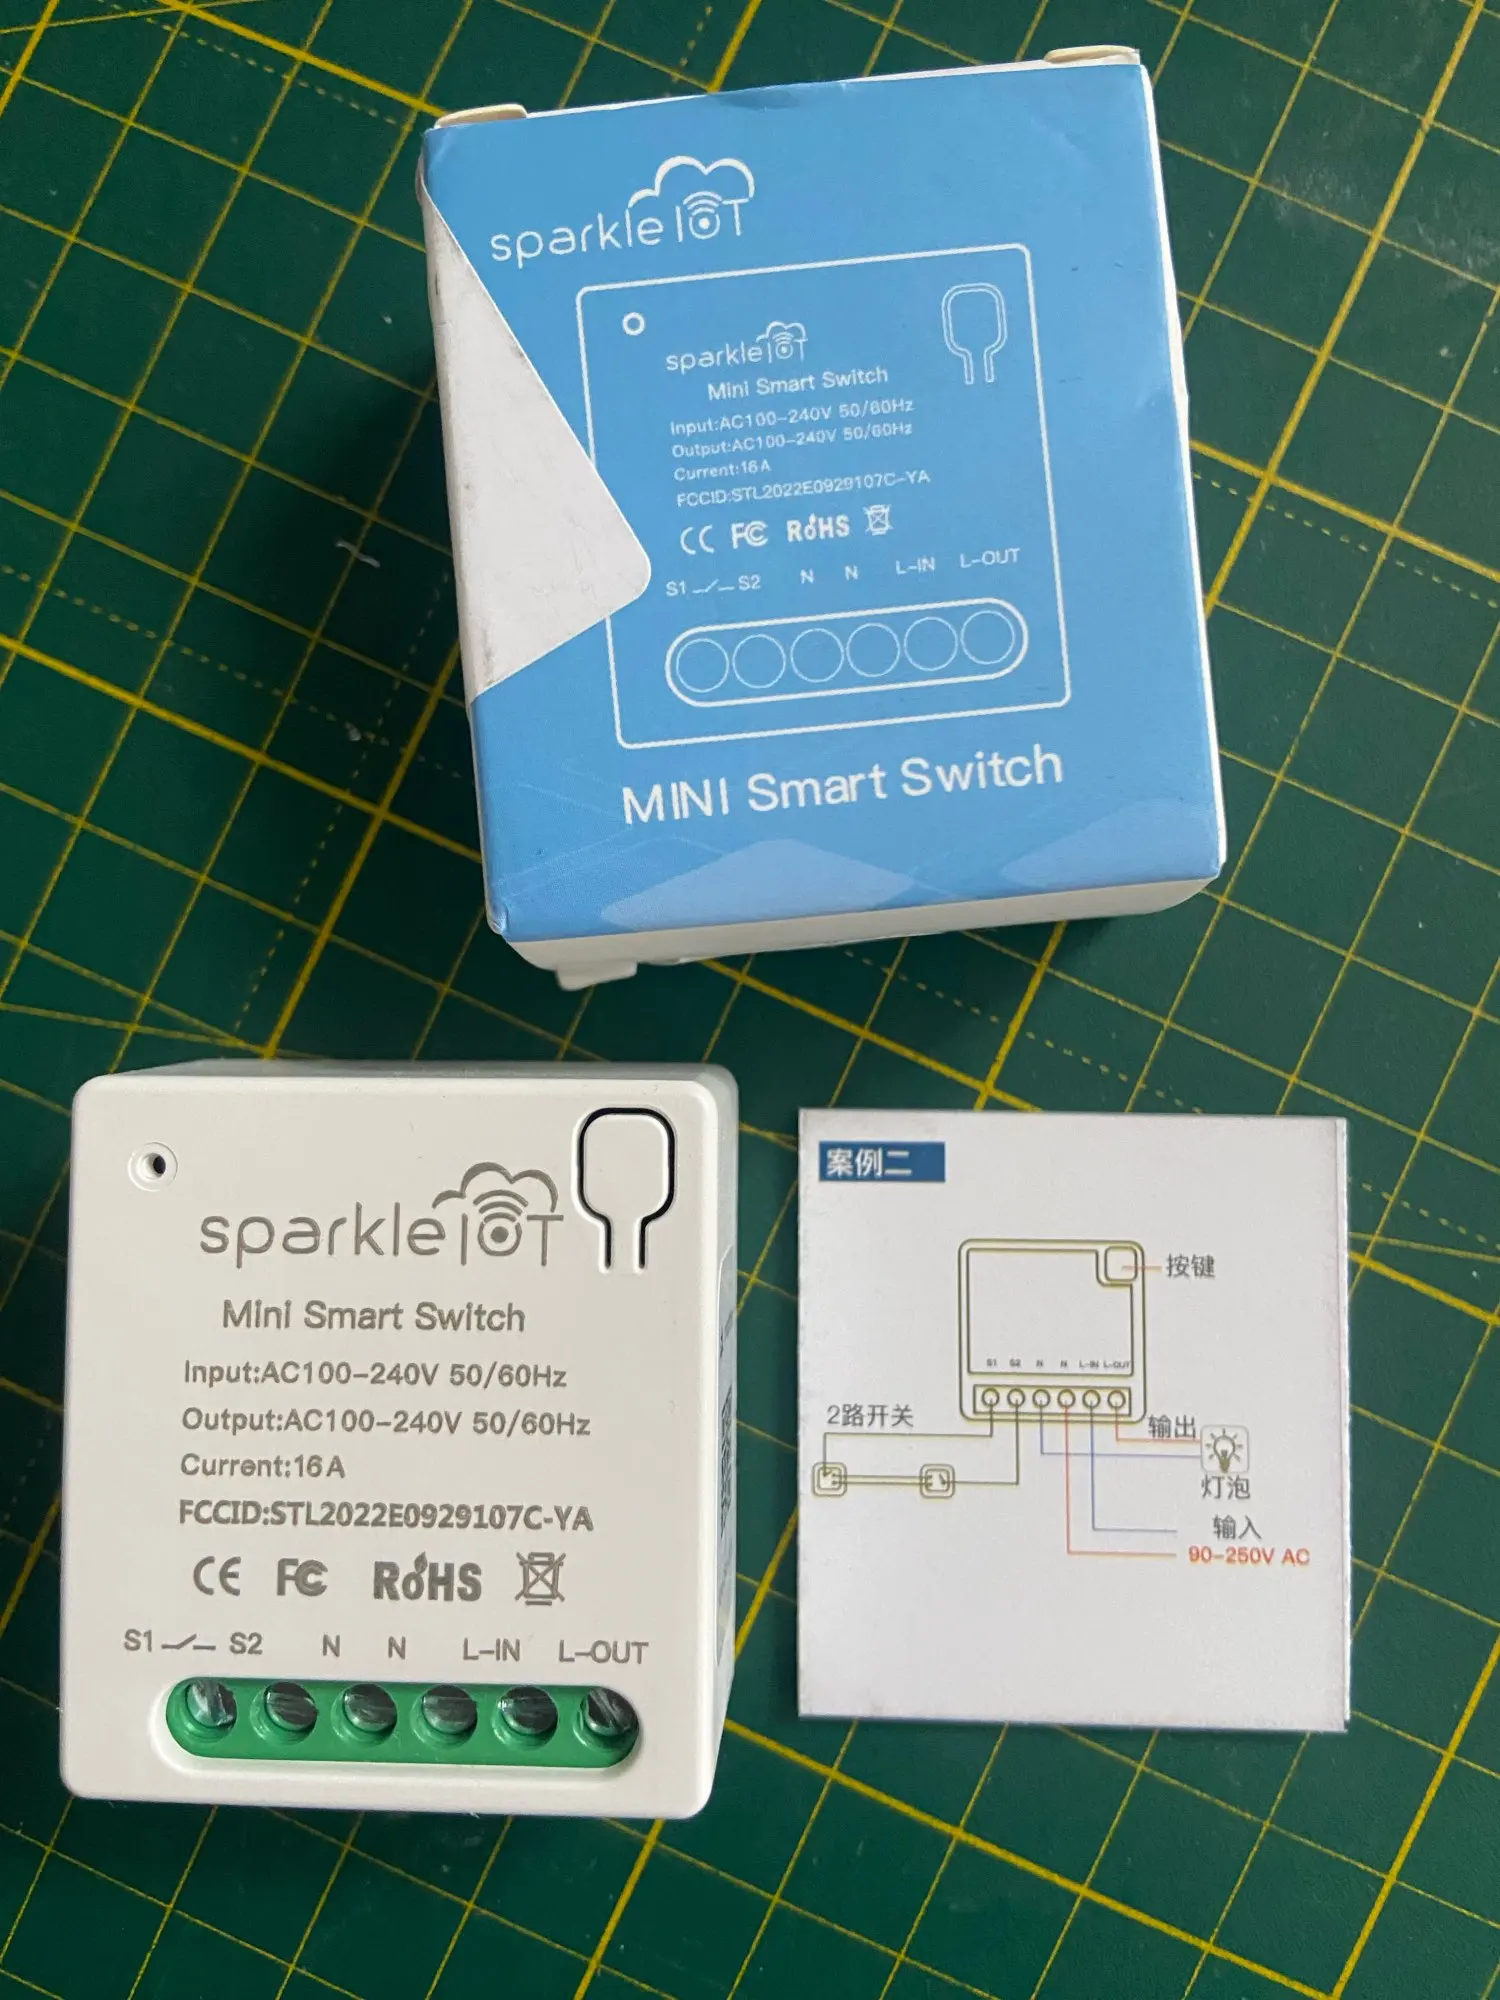 sparkle IOT
sparkle IOT
Mini Smart Switch
Input:AC100-240V 50/60Hz
Output:AC100-240V 50/60Hz
Current:16A
FCCID:STL2022E0929107C-YA
CE FC RoHS
S1 S2 N N L-IN L-OUT
MINI Smart Switch
sparkle IOT
Mini Smart Switch
Input:AC100-240V 50/60Hz
Output:AC100-240V 50/60Hz
Current:16A
FCCID:STL2022E0929107C-YA
CE FC RoHS
S1 S2 N N L-IN L-OUT
案例二
按键
S1 S2 N N L-IN L-OUT
2路开关
输出
灯泡
输入
90-250V AC